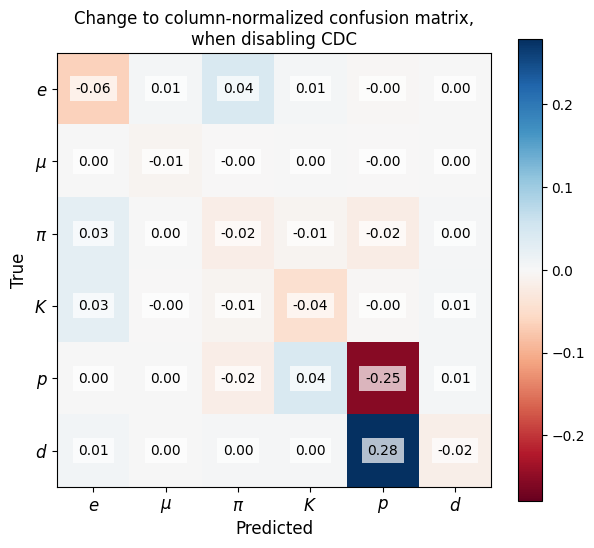 Change to column-normalized confusion matrix,
when disabling CDC
e -0.06 0.01 0.04 0.01 -0.00 0.00
μ 0.00 -0.01 -0.00 0.00 -0.00 0.00
π 0.03 0.00 -0.02 -0.01 -0.02 0.00
K 0.03 -0.00 -0.01 -0.04 -0.00 0.01
p 0.00 0.00 -0.02 0.04 -0.25 0.01
d 0.01 0.00 0.00 0.00 0.28 -0.02
e μ π K p d
Predicted
True
0.2
0.1
0.0
−0.1
−0.2